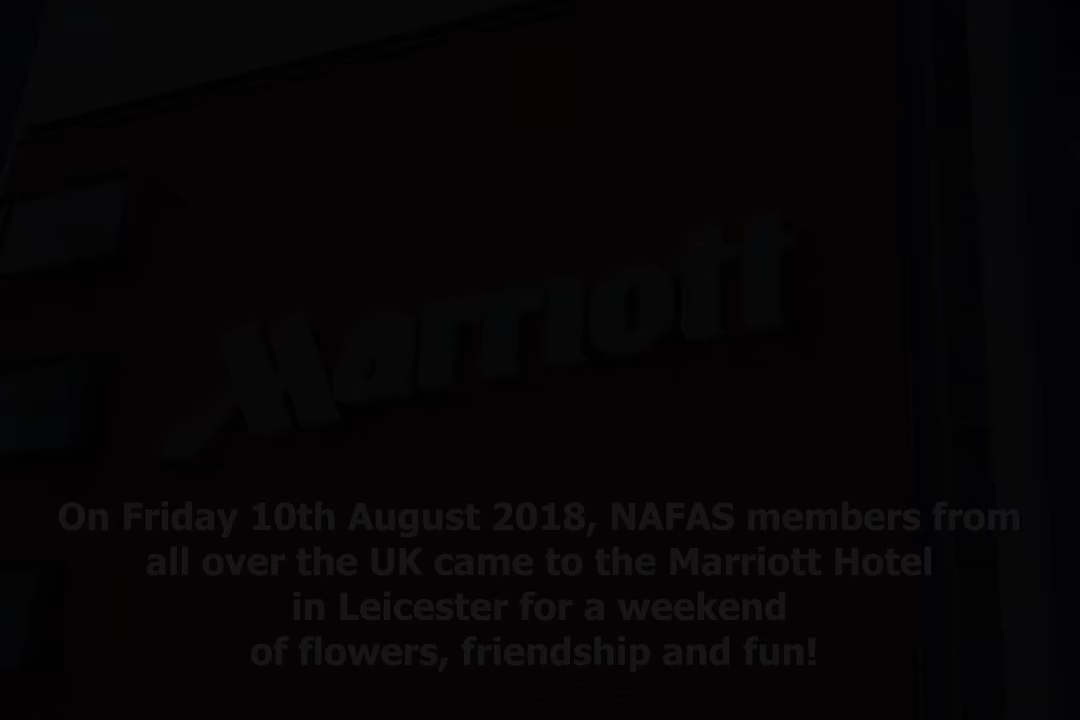 Marriott
On Friday 10th August 2018, NAFAS members from
all over the UK came to the Marriott Hotel
in Leicester for a weekend
of flowers, friendship and fun!